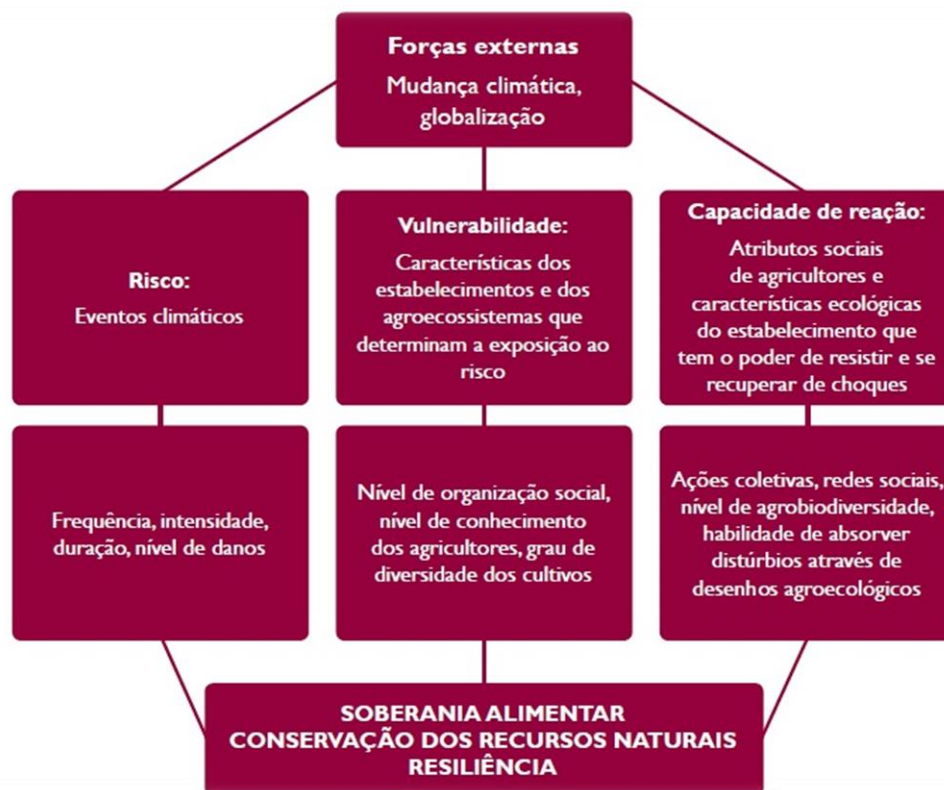 Forças externas
Mudança climática,
globalização
Risco:
Eventos climáticos
Vulnerabilidade:
Características dos
estabelecimentos e dos
agroecossistemas que
determinam a exposição ao
risco
Capacidade de reação:
Atributos sociais
de agricultores e
características ecológicas
do estabelecimento que
tem o poder de resistir e se
recuperar de choques
Frequência, intensidade,
duração, nível de danos
Nível de organização social,
nível de conhecimento
dos agricultores, grau de
diversidade dos cultivos
Ações coletivas, redes sociais,
nível de agrobiodiversidade,
habilidade de absorver
distúrbios através de
desenhos agroecológicos
SOBERANIA ALIMENTAR
CONSERVAÇÃO DOS RECURSOS NATURAIS
RESILIÊNCIA